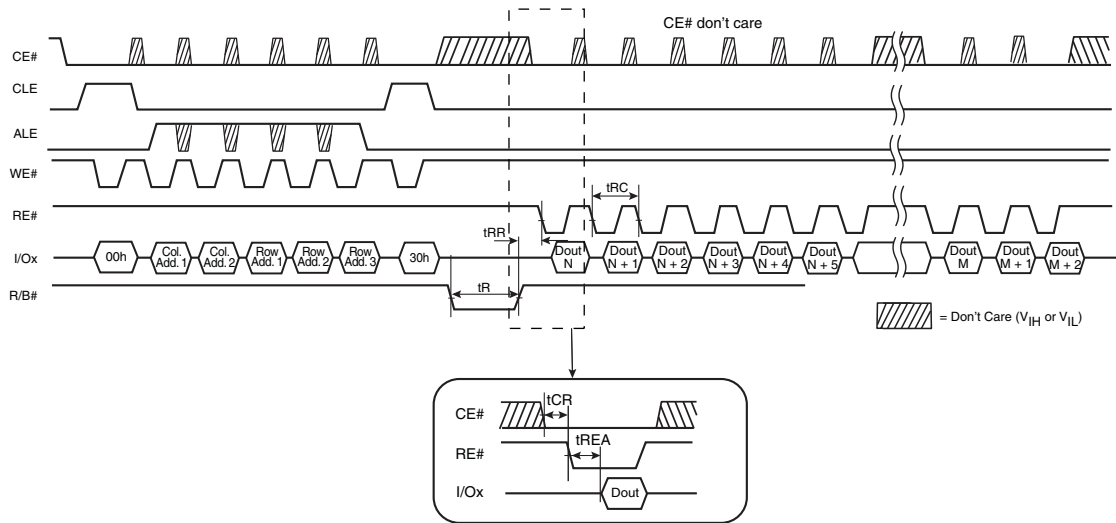 CE# don't care
CE#
CLE
ALE
WE#
tRC
RE#
tRR
I/Ox
00h
Col. Add. 1
Col. Add. 2
Row Add. 1
Row Add. 2
Row Add. 3
30h
Dout N
Dout N + 1
Dout N + 2
Dout N + 3
Dout N + 4
Dout N + 5
Dout M
Dout M + 1
Dout M + 2
tR
R/B#
= Don't Care (VIH or VIL)
tCR
CE#
tREA
RE#
I/Ox
Dout